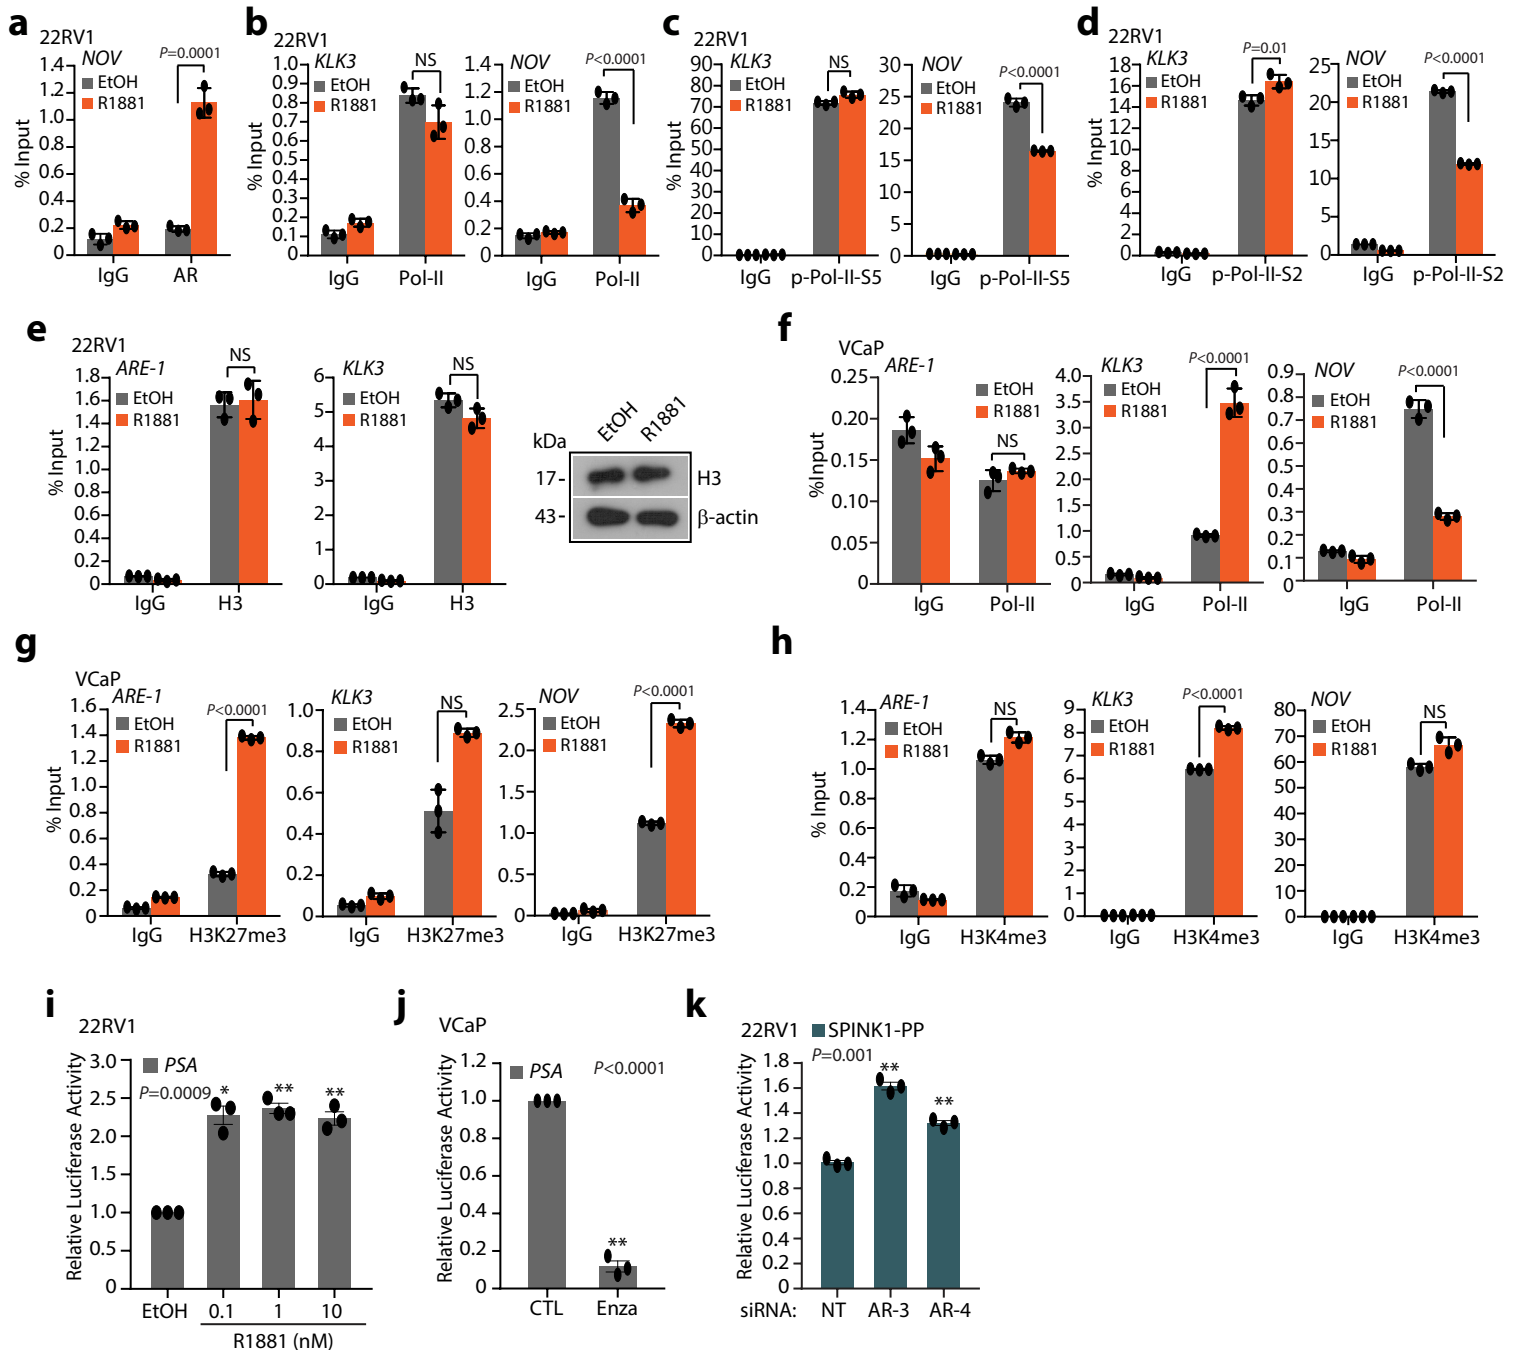 a
22RV1
NOV
P=0.0001
EtOH
R1881
% Input
1.4
1.2
1.0
0.8
0.6
0.4
0.2
0
IgG AR
b
22RV1
KLK3
NS
EtOH
R1881
% Input
1.0
0.9
0.8
0.7
0.6
0.5
0.4
0.3
0.2
0.1
0
IgG Pol-II
NOV
P<0.0001
EtOH
R1881
1.4
1.2
1.0
0.8
0.6
0.4
0.2
0
IgG Pol-II
c
22RV1
KLK3
NS
EtOH
R1881
% Input
90
80
70
60
50
40
30
20
10
0
IgG p-Pol-II-S5
NOV
P<0.0001
EtOH
R1881
30
25
20
15
10
5
0
IgG p-Pol-II-S5
d
22RV1
KLK3
P=0.01
EtOH
R1881
% Input
18
16
14
12
10
8
6
4
2
0
IgG p-Pol-II-S2
NOV
P<0.0001
EtOH
R1881
25
20
15
10
5
0
IgG p-Pol-II-S2
e
22RV1
ARE-1
NS
EtOH
R1881
% Input
1.8
1.6
1.4
1.2
1.0
0.8
0.6
0.4
0.2
0
IgG H3
KLK3
NS
EtOH
R1881
6
5
4
3
2
1
0
IgG H3
EtOH R1881
kDa
17- H3
43- β-actin
f
VCaP
ARE-1
EtOH
R1881
NS
%Input
0.25
0.20
0.15
0.10
0.05
0
IgG Pol-II
KLK3
P<0.0001
EtOH
R1881
4.0
3.5
3.0
2.5
2.0
1.5
1.0
0.5
0
IgG Pol-II
NOV
P<0.0001
EtOH
R1881
0.9
0.8
0.7
0.6
0.5
0.4
0.3
0.2
0.1
0
IgG Pol-II
g
VCaP
ARE-1
P<0.0001
EtOH
R1881
% Input
1.6
1.4
1.2
1.0
0.8
0.6
0.4
0.2
0
IgG H3K27me3
KLK3
NS
EtOH
R1881
1.0
0.8
0.6
0.4
0.2
0
IgG H3K27me3
NOV
P<0.0001
EtOH
R1881
2.5
2.0
1.5
1.0
0.5
0
IgG H3K27me3
h
ARE-1
NS
EtOH
R1881
% Input
1.4
1.2
1.0
0.8
0.6
0.4
0.2
0
IgG H3K4me3
KLK3
P<0.0001
EtOH
R1881
9
8
7
6
5
4
3
2
1
0
IgG H3K4me3
NOV
NS
EtOH
R1881
80
70
60
50
40
30
20
10
0
IgG H3K4me3
i
22RV1
PSA
P=0.0009
* ** **
Relative Luciferase Activity
3.0
2.5
2.0
1.5
1.0
0.5
0
EtOH 0.1 1 10
R1881 (nM)
j
VCaP
PSA
P<0.0001
**
Relative Luciferase Activity
1.2
1.0
0.8
0.6
0.4
0.2
0
CTL Enza
k
22RV1 SPINK1-PP
P=0.001
**
**
Relative Luciferase Activity
1.8
1.6
1.4
1.2
1.0
0.8
0.6
0.4
0.2
0
siRNA: NT AR-3 AR-4